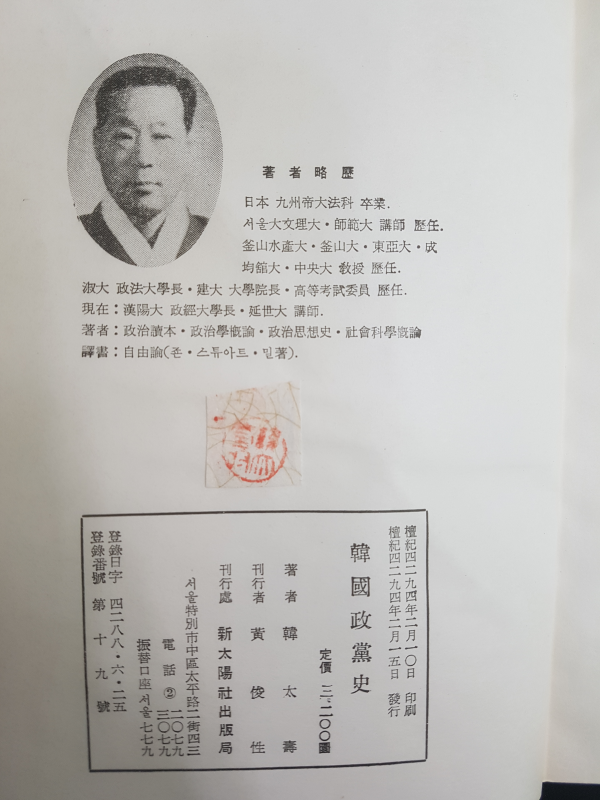 著者略歷
日本 九州帝大法科 卒業.
서울大文理大・師範大 講師 歷任.
釜山水產大・釜山大・東亞大・成
均館大・中央大 敎授 歷任.
淑大 政法大學長・建大 大學院長・高等考試委員 歷任.
現在：漢陽大 政經大學長・延世大 講師.
著者：政治讀本・政治學槪論・政治思想史・社會科學槪論
譯書：自由論(존・스튜아트・밀著).
檀紀四二九四年二月一〇日 印刷
檀紀四二九四年二月一五日 發行
韓國政黨史
定價 三・二〇〇圜
著者 韓太壽
刊行者 黃俊性
刊行處 新太陽社出版局
서울特別市中區太平路二街四三
電話 ② 二〇七九 三〇七九
振替口座서울七七九
登錄日字 四二八八・六・二五
登錄番號 第十九號